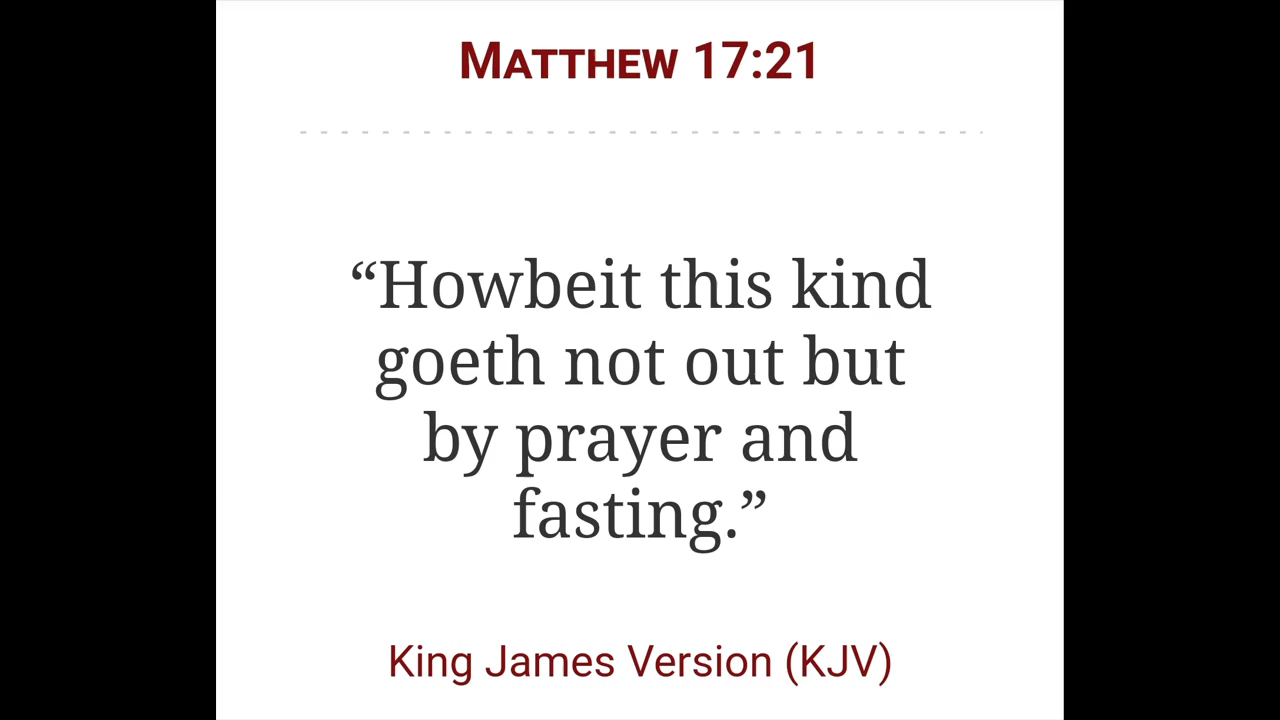 Matthew 17:21
“Howbeit this kind
goeth not out but
by prayer and
fasting.”
King James Version (KJV)